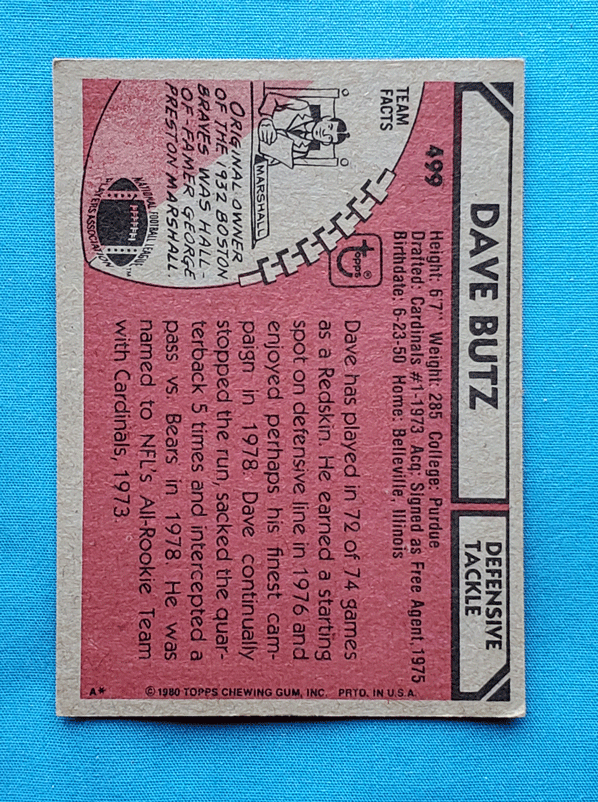 DAVE BUTZ
DEFENSIVE
TACKLE
499
Height: 6'7" Weight: 285 College: Purdue
Drafted: Cardinals #1-1973 Acq: Signed as Free Agent, 1975
Birthdate: 6-23-50 Home: Belleville, Illinois
TEAM
FACTS
MARSHALL
topps
ORIGINAL OWNER
OF THE 1932 BOSTON
BRAVES WAS HALL-
OF-FAMER GEORGE
PRESTON MARSHALL.
NATIONAL FOOTBALL LEAGUE
PLAYERS ASSOCIATION
TM
Dave has played in 72 of 74 games
as a Redskin. He earned a starting
spot on defensive line in 1976 and
enjoyed perhaps his finest cam-
paign in 1978. Dave continually
stopped the run, sacked the quar-
terback 5 times and intercepted a
pass vs. Bears in 1978. He was
named to NFL's All-Rookie Team
with Cardinals, 1973.
A* © 1980 TOPPS CHEWING GUM, INC. PRTD. IN U.S.A.